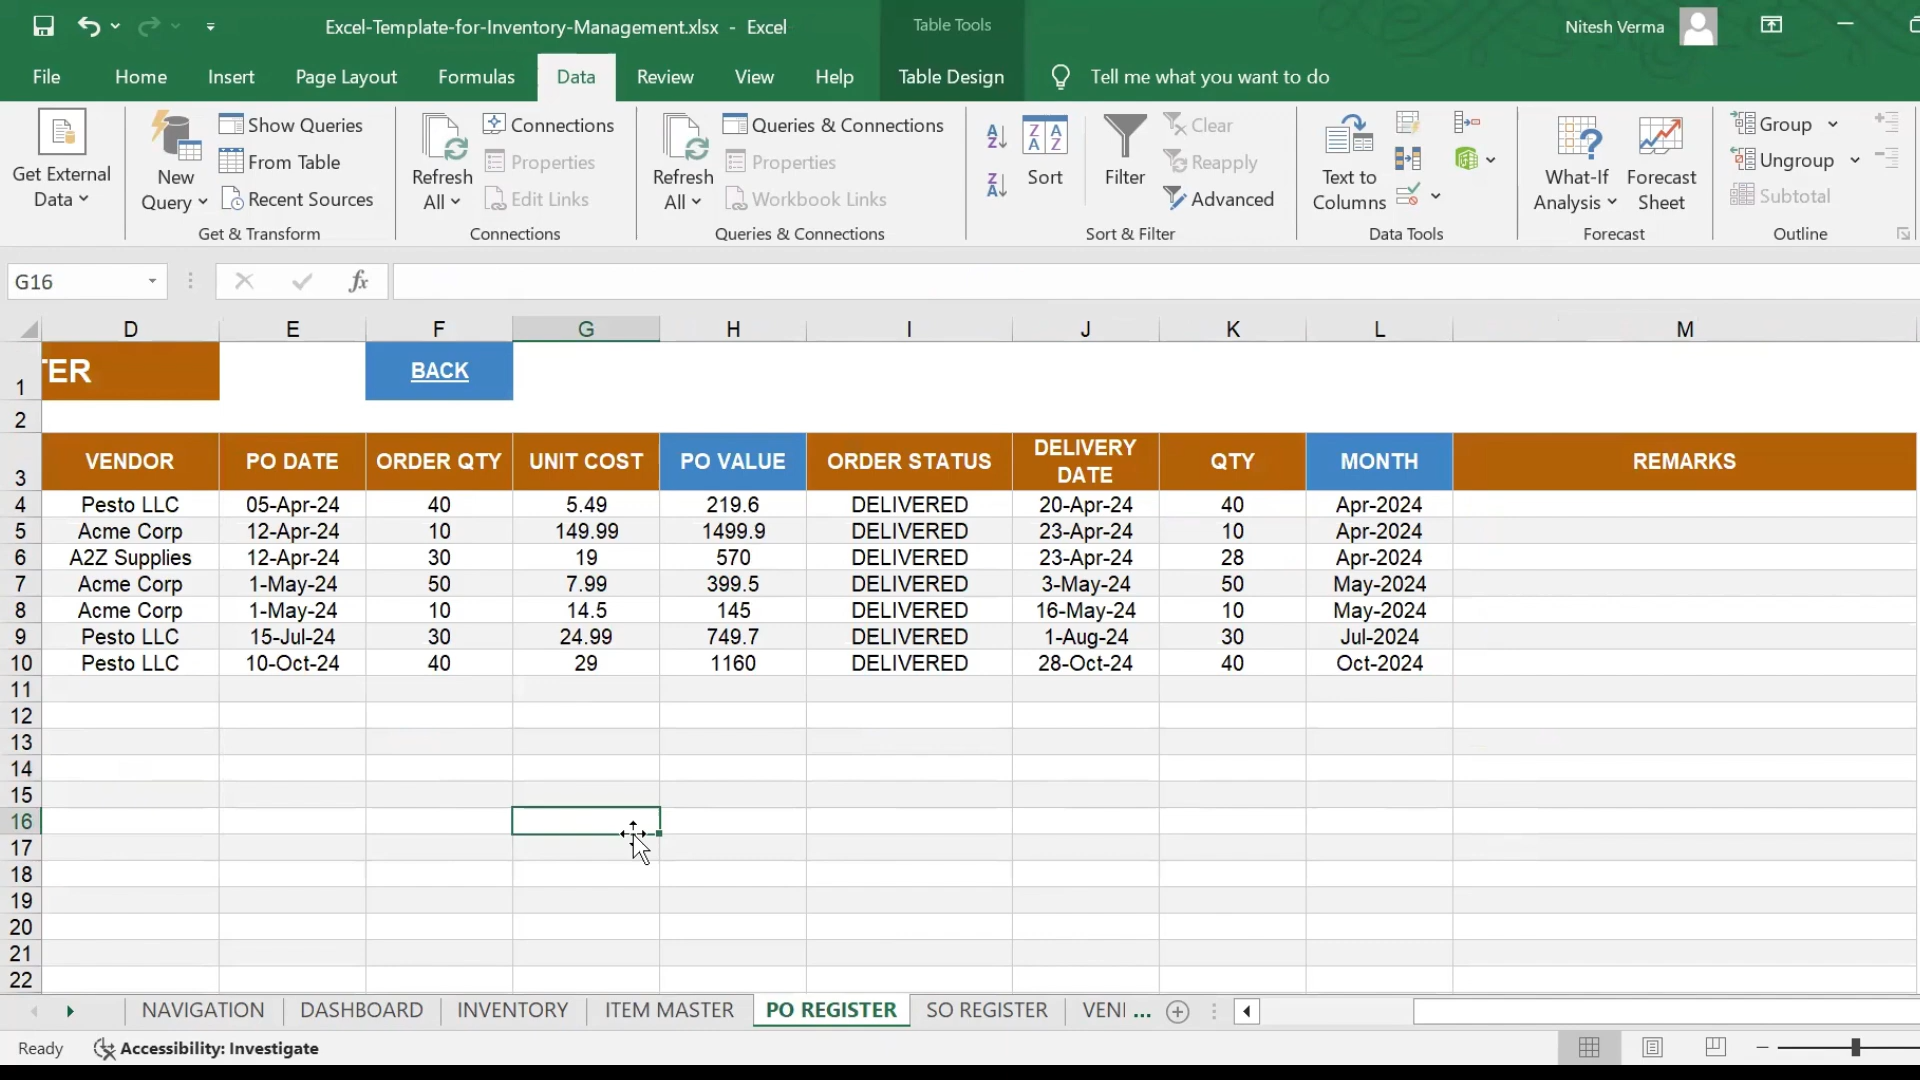 Excel-Template-for-Inventory-Management.xlsx - Excel
Table Tools
Nitesh Verma
File Home Insert Page Layout Formulas Data Review View Help Table Design Tell me what you want to do
Get External Data
New Query
Show Queries
From Table
Recent Sources
Get & Transform
Refresh All
Connections
Properties
Edit Links
Connections
Refresh All
Queries & Connections
Properties
Workbook Links
Queries & Connections
Sort
Filter
Clear
Reapply
Advanced
Sort & Filter
Text to Columns
Data Tools
What-If Analysis
Forecast Sheet
Forecast
Group
Ungroup
Subtotal
Outline
G16 fx
D E F G H I J K L M
1 TER BACK
2
3 VENDOR PO DATE ORDER QTY UNIT COST PO VALUE ORDER STATUS DELIVERY DATE QTY MONTH REMARKS
4 Pesto LLC 05-Apr-24 40 5.49 219.6 DELIVERED 20-Apr-24 40 Apr-2024
5 Acme Corp 12-Apr-24 10 149.99 1499.9 DELIVERED 23-Apr-24 10 Apr-2024
6 A2Z Supplies 12-Apr-24 30 19 570 DELIVERED 23-Apr-24 28 Apr-2024
7 Acme Corp 1-May-24 50 7.99 399.5 DELIVERED 3-May-24 50 May-2024
8 Acme Corp 1-May-24 10 14.5 145 DELIVERED 16-May-24 10 May-2024
9 Pesto LLC 15-Jul-24 30 24.99 749.7 DELIVERED 1-Aug-24 30 Jul-2024
10 Pesto LLC 10-Oct-24 40 29 1160 DELIVERED 28-Oct-24 40 Oct-2024
11
12
13
14
15
16
17
18
19
20
21
22
NAVIGATION DASHBOARD INVENTORY ITEM MASTER PO REGISTER SO REGISTER VENI ...
Ready Accessibility: Investigate